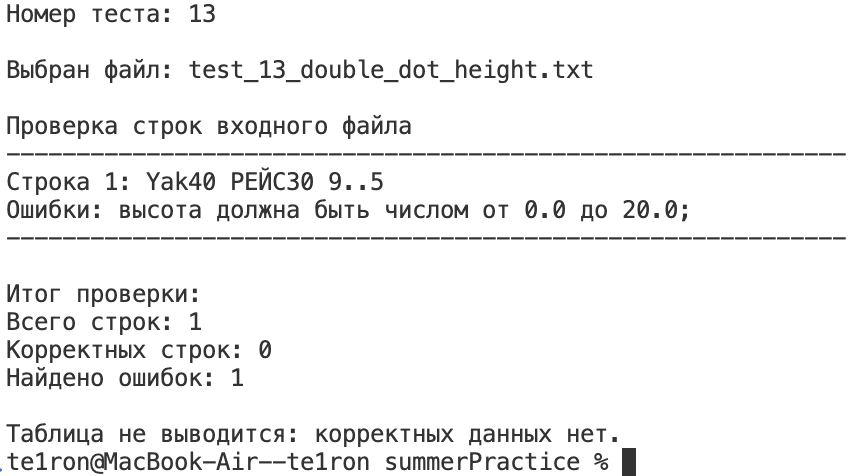 Номер теста: 13
Выбран файл: test_13_double_dot_height.txt
Проверка строк входного файла
------------------------------------------------------------
Строка 1: Yak40 РЕЙС30 9..5
Ошибки: высота должна быть числом от 0.0 до 20.0;
------------------------------------------------------------
Итог проверки:
Всего строк: 1
Корректных строк: 0
Найдено ошибок: 1
Таблица не выводится: корректных данных нет.
te1ron@MacBook-Air--te1ron summerPractice %